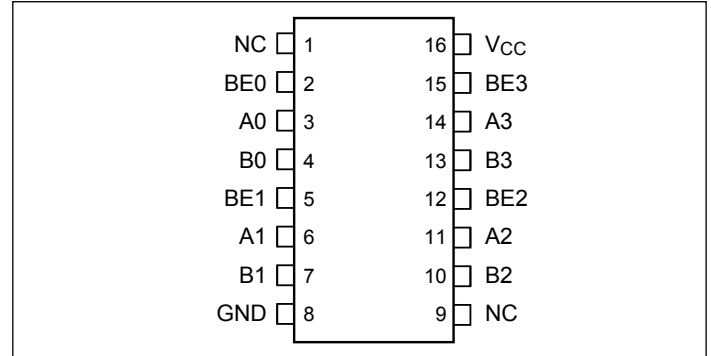 NC 1 16 VCC
BE0 2 15 BE3
A0 3 14 A3
B0 4 13 B3
BE1 5 12 BE2
A1 6 11 A2
B1 7 10 B2
GND 8 9 NC